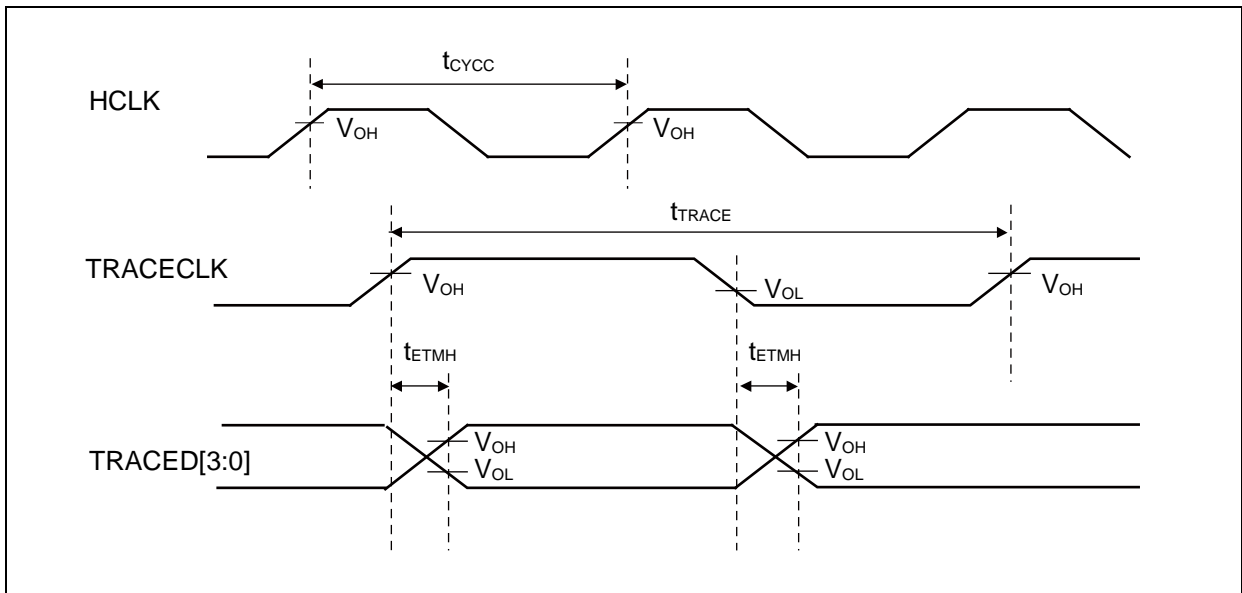 tCYCC
HCLK
VOH VOH
tTRACE
TRACECLK
VOH VOL VOH
tETMH tETMH
TRACED[3:0]
VOH VOH
VOL VOL